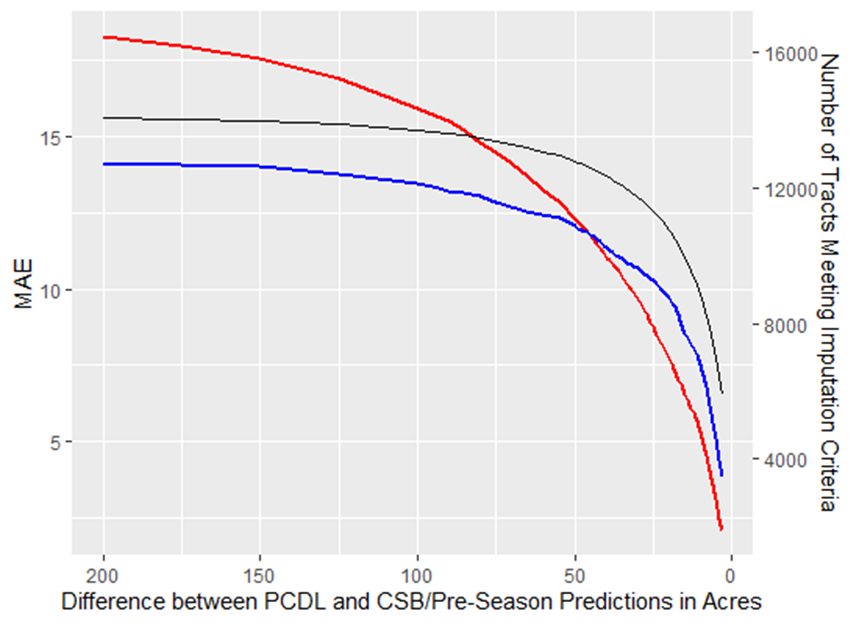 16000
15
12000
MAE
10
8000
5
4000
Number of Tracts Meeting Imputation Criteria
200 150 100 50 0
Difference between PCDL and CSB/Pre-Season Predictions in Acres